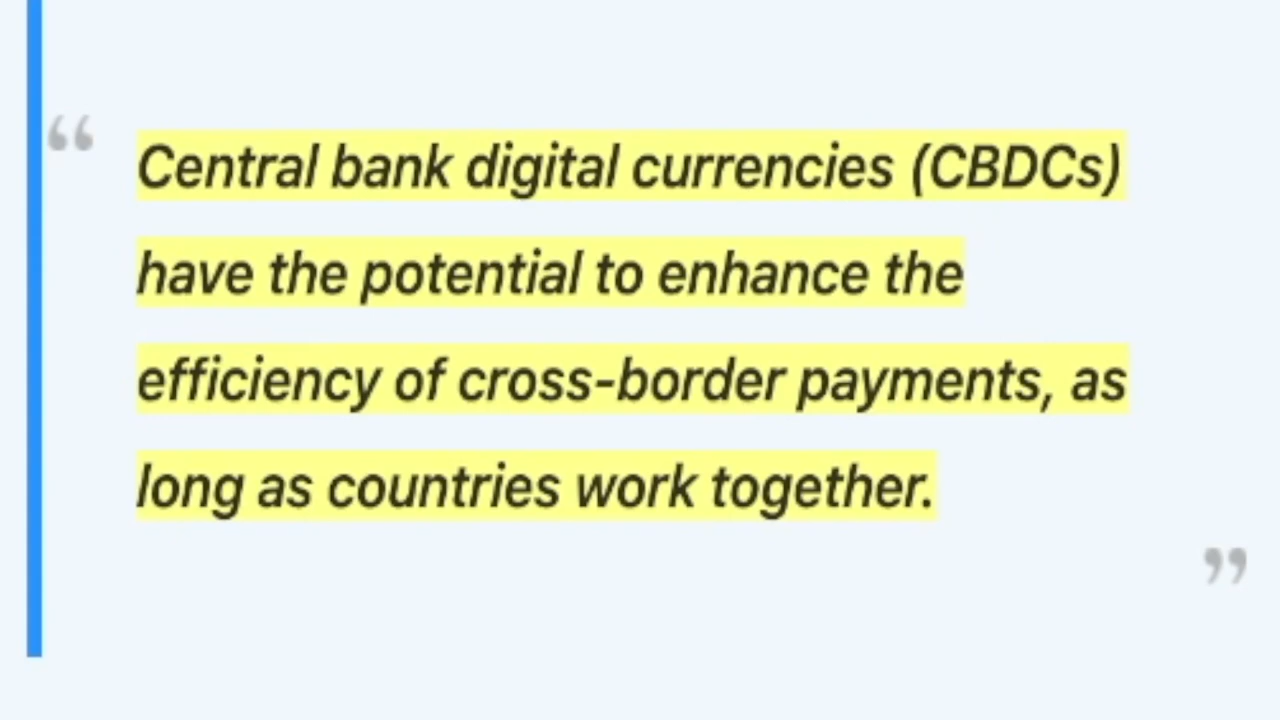 “
Central bank digital currencies (CBDCs)
have the potential to enhance the
efficiency of cross-border payments, as
long as countries work together.
”